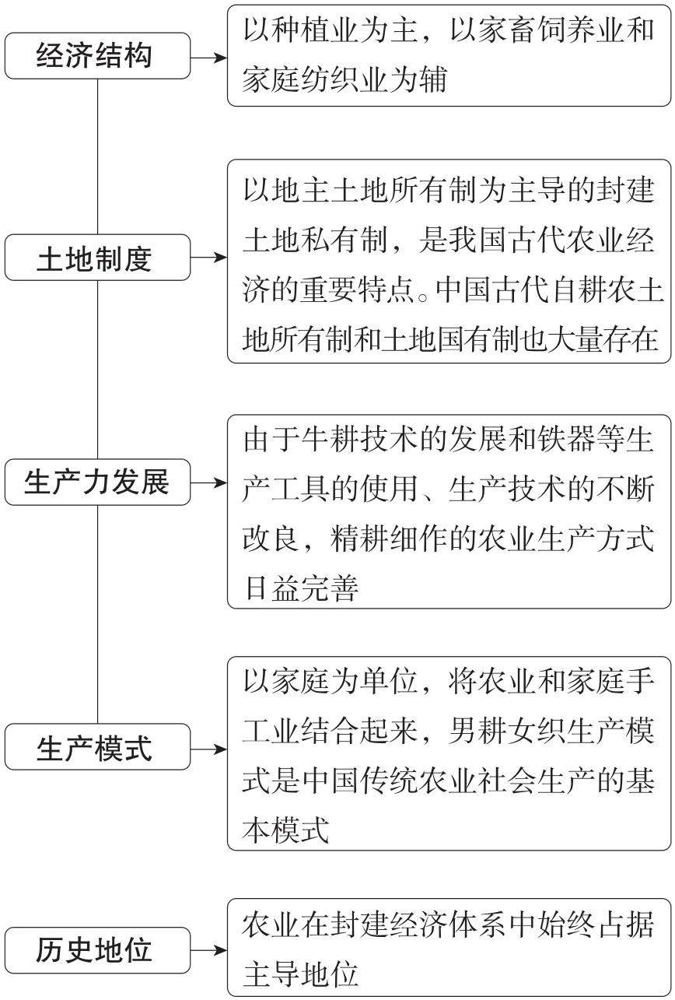 经济结构
以种植业为主，以家畜饲养业和
家庭纺织业为辅
土地制度
以地主土地所有制为主导的封建
土地私有制，是我国古代农业经
济的重要特点。中国古代自耕农土
地所有制和土地国有制也大量存在
生产力发展
由于牛耕技术的发展和铁器等生
产工具的使用、生产技术的不断
改良，精耕细作的农业生产方式
日益完善
生产模式
以家庭为单位，将农业和家庭手
工业结合起来，男耕女织生产模
式是中国传统农业社会生产的基
本模式
历史地位
农业在封建经济体系中始终占据
主导地位